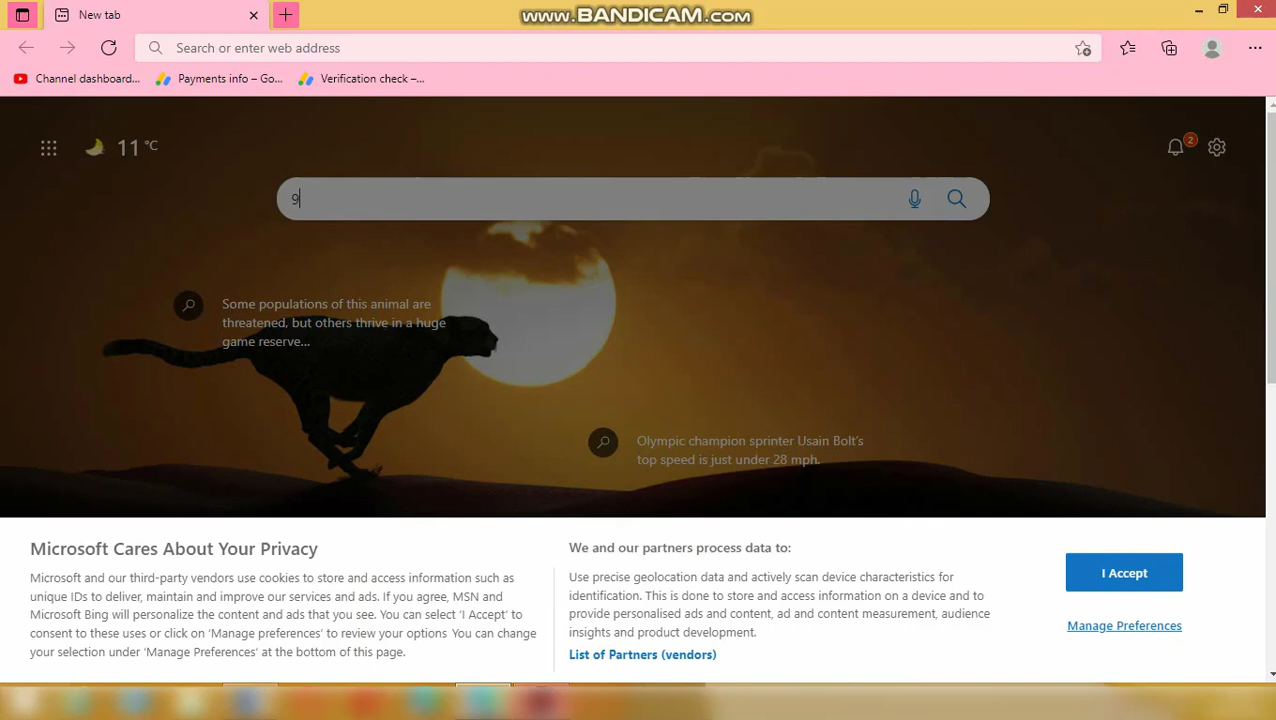 New tab
www.BANDICAM.com
Search or enter web address
Channel dashboard...
Payments info – Go...
Verification check –...
11 °C
2
9
Some populations of this animal are
threatened, but others thrive in a huge
game reserve...
Olympic champion sprinter Usain Bolt's
top speed is just under 28 mph.
Microsoft Cares About Your Privacy
Microsoft and our third-party vendors use cookies to store and access information such as
unique IDs to deliver, maintain and improve our services and ads. If you agree, MSN and
Microsoft Bing will personalize the content and ads that you see. You can select 'I Accept' to
consent to these uses or click on 'Manage preferences' to review your options You can change
your selection under 'Manage Preferences' at the bottom of this page.
We and our partners process data to:
Use precise geolocation data and actively scan device characteristics for
identification. This is done to store and access information on a device and to
provide personalised ads and content, ad and content measurement, audience
insights and product development.
List of Partners (vendors)
I Accept
Manage Preferences